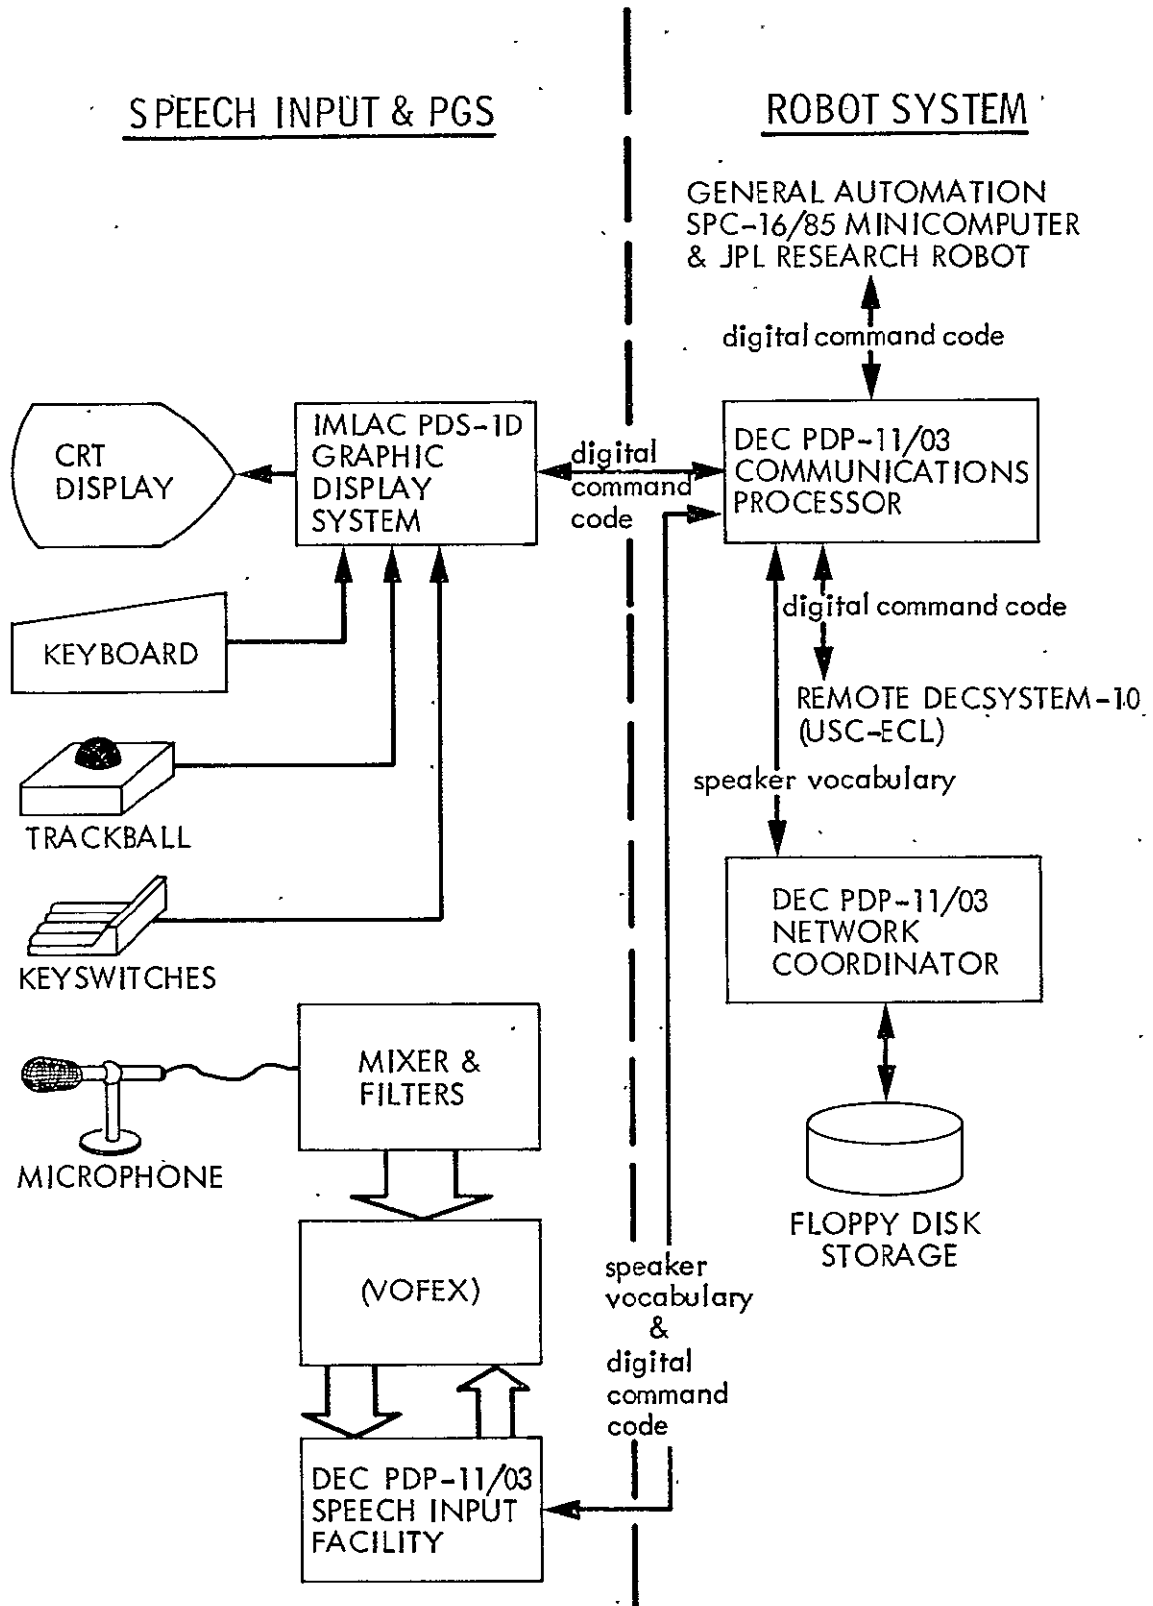 SPEECH INPUT & PGS
ROBOT SYSTEM
GENERAL AUTOMATION
SPC-16/85 MINICOMPUTER
& JPL RESEARCH ROBOT
digital command code
CRT
DISPLAY
IMLAC PDS-1D
GRAPHIC
DISPLAY
SYSTEM
digital
command
code
DEC PDP-11/03
COMMUNICATIONS
PROCESSOR
digital command code
KEYBOARD
REMOTE DECSYSTEM-10
(USC-ECL)
speaker vocabulary
TRACKBALL
DEC PDP-11/03
NETWORK
COORDINATOR
KEYSWITCHES
MIXER &
FILTERS
MICROPHONE
FLOPPY DISK
STORAGE
(VOFEX)
speaker
vocabulary
&
digital
command
code
DEC PDP-11/03
SPEECH INPUT
FACILITY